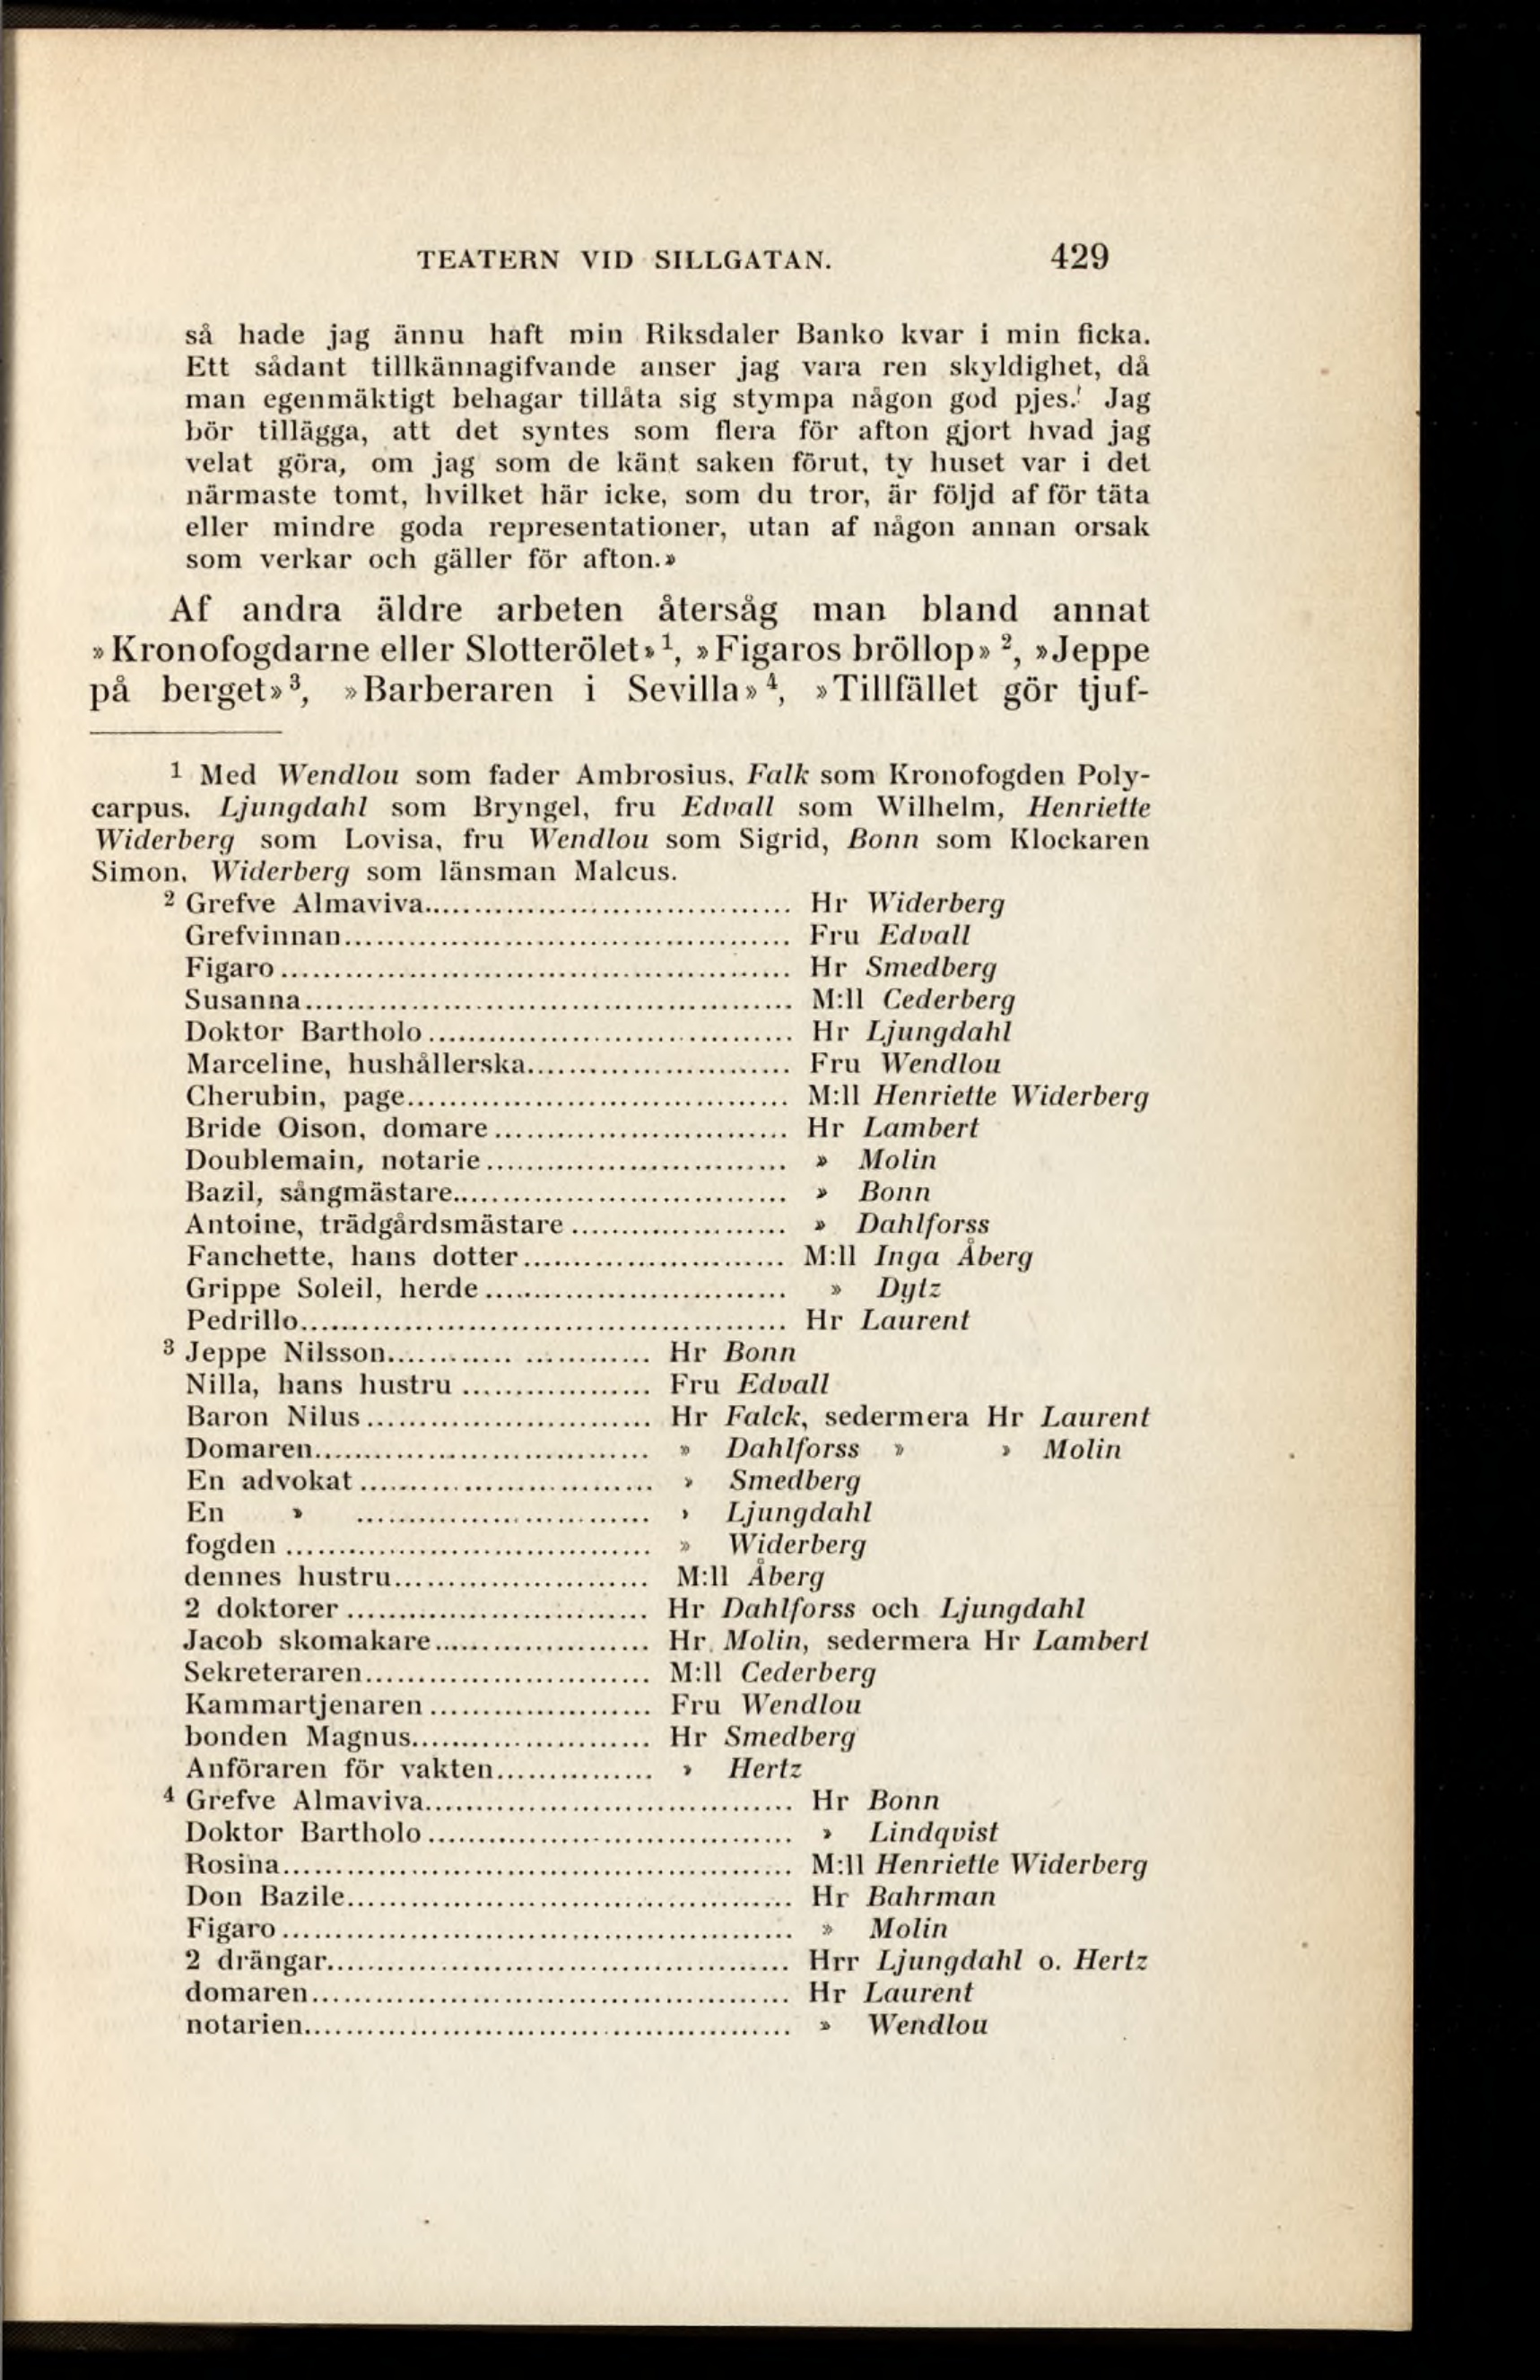 TEATERN VID SILLGATAN. 429
så hade jag ännu haft min Riksdaler Banko kvar i min ficka.
Ett sådant tillkännagifvande anser jag vara ren skyldighet, då
man egenmäktigt behagar tillåta sig stympa någon god pjes.' Jag
bör tillägga, att det syntes som flera för afton gjort hvad jag
velat göra, om jag som de känt saken förut, ty huset var i det
närmaste tomt, hvilket här icke, som du tror, är följd af för täta
eller mindre goda representationer, utan af någon annan orsak
som verkar och gäller för afton.»
Af andra äldre arbeten återsåg man bland annat
»Kronofogdarne eller Slotterölet»¹, »Figaros bröllop» ², »Jeppe
på berget»³, »Barberaren i Sevilla»⁴, »Tillfället gör tjuf-
¹ Med Wendlou som fader Ambrosius, Falk som Kronofogden Poly-
carpus. Ljungdahl som Bryngel, fru Edvall som Wilhelm, Henriette
Widerberg som Lovisa, fru Wendlou som Sigrid, Bonn som Klockaren
Simon. Widerberg som länsman Malcus.
² Grefve Almaviva........ Hr Widerberg
Grefvinnan........ Fru Edvall
Figaro........ Hr Smedberg
Susanna........ M:ll Cederberg
Doktor Bartholo........ Hr Ljungdahl
Marceline, hushållerska........ Fru Wendlou
Cherubin, page........ M:ll Henriette Widerberg
Bride Oison, domare........ Hr Lambert
Doublemain, notarie........ » Molin
Bazil, sångmästare........ » Bonn
Antoine, trädgårdsmästare........ » Dahlforss
Fanchette, hans dotter........ M:ll Inga Åberg
Grippe Soleil, herde........ » Dytz
Pedrillo........ Hr Laurent
³ Jeppe Nilsson........ Hr Bonn
Nilla, hans hustru........ Fru Edvall
Baron Nilus........ Hr Falck, sedermera Hr Laurent
Domaren........ » Dahlforss » » Molin
En advokat........ » Smedberg
En » ........ » Ljungdahl
fogden........ » Widerberg
dennes hustru........ M:ll Åberg
2 doktorer........ Hr Dahlforss och Ljungdahl
Jacob skomakare........ Hr. Molin, sedermera Hr Lambert
Sekreteraren........ M:ll Cederberg
Kammartjenaren........ Fru Wendlou
bonden Magnus........ Hr Smedberg
Anföraren för vakten........ » Hertz
⁴ Grefve Almaviva........ Hr Bonn
Doktor Bartholo........ » Lindqvist
Rosina........ M:ll Henriette Widerberg
Don Bazile........ Hr Bahrman
Figaro........ » Molin
2 drängar........ Hrr Ljungdahl o. Hertz
domaren........ Hr Laurent
notarien........ » Wendlou